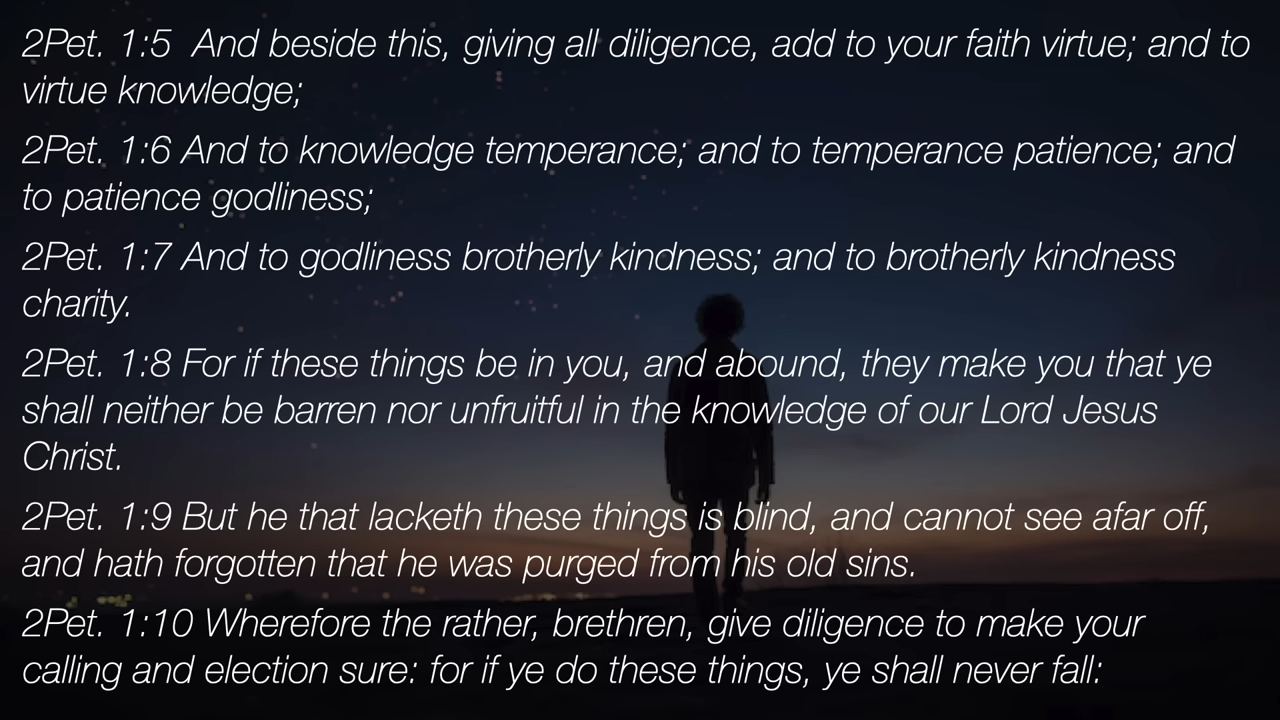 2Pet. 1:5  And beside this, giving all diligence, add to your faith virtue; and to
virtue knowledge;
2Pet. 1:6 And to knowledge temperance; and to temperance patience; and
to patience godliness;
2Pet. 1:7 And to godliness brotherly kindness; and to brotherly kindness
charity.
2Pet. 1:8 For if these things be in you, and abound, they make you that ye
shall neither be barren nor unfruitful in the knowledge of our Lord Jesus
Christ.
2Pet. 1:9 But he that lacketh these things is blind, and cannot see afar off,
and hath forgotten that he was purged from his old sins.
2Pet. 1:10 Wherefore the rather, brethren, give diligence to make your
calling and election sure: for if ye do these things, ye shall never fall: